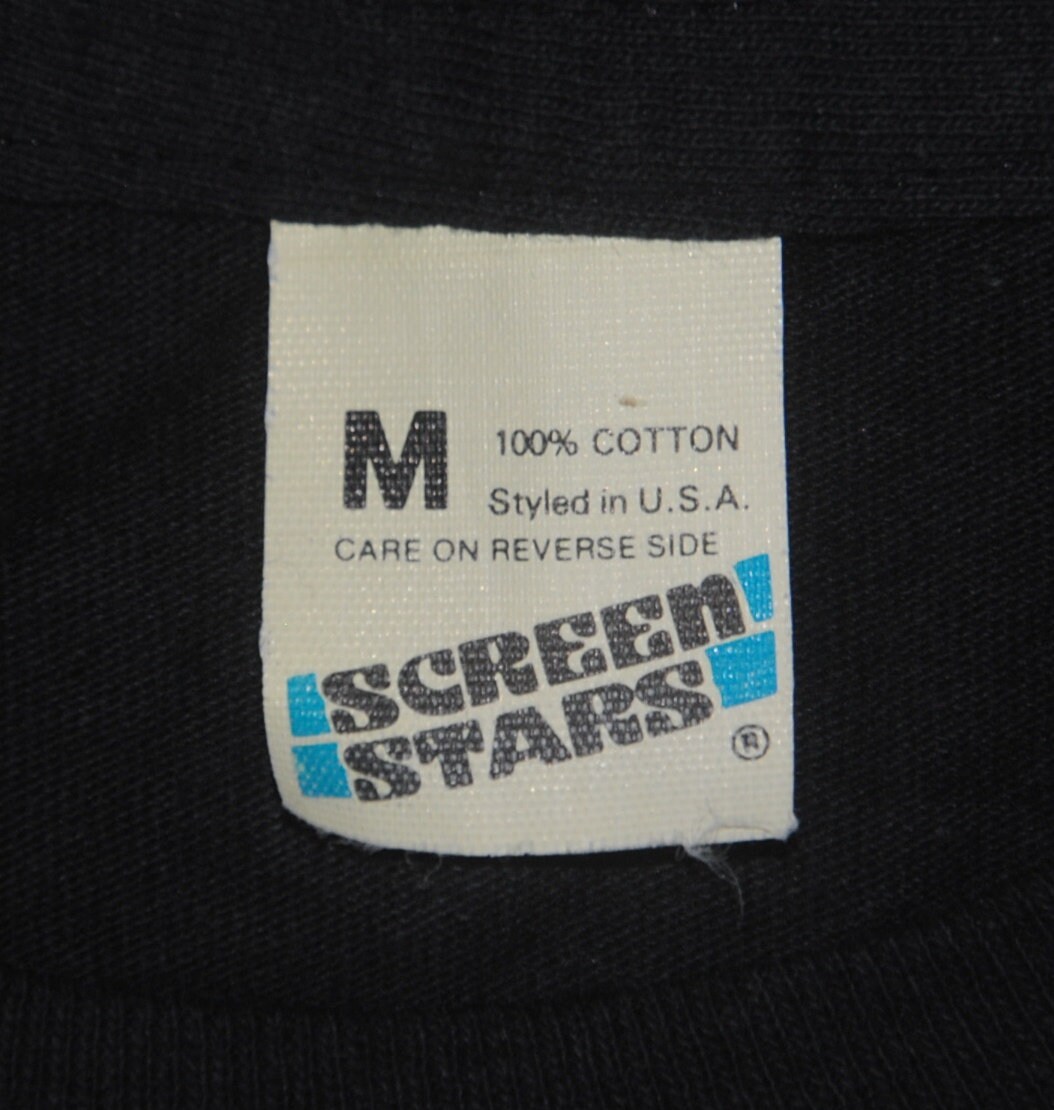 M 100% COTTON
Styled in U.S.A.
CARE ON REVERSE SIDE
SCREEN
STARS ®